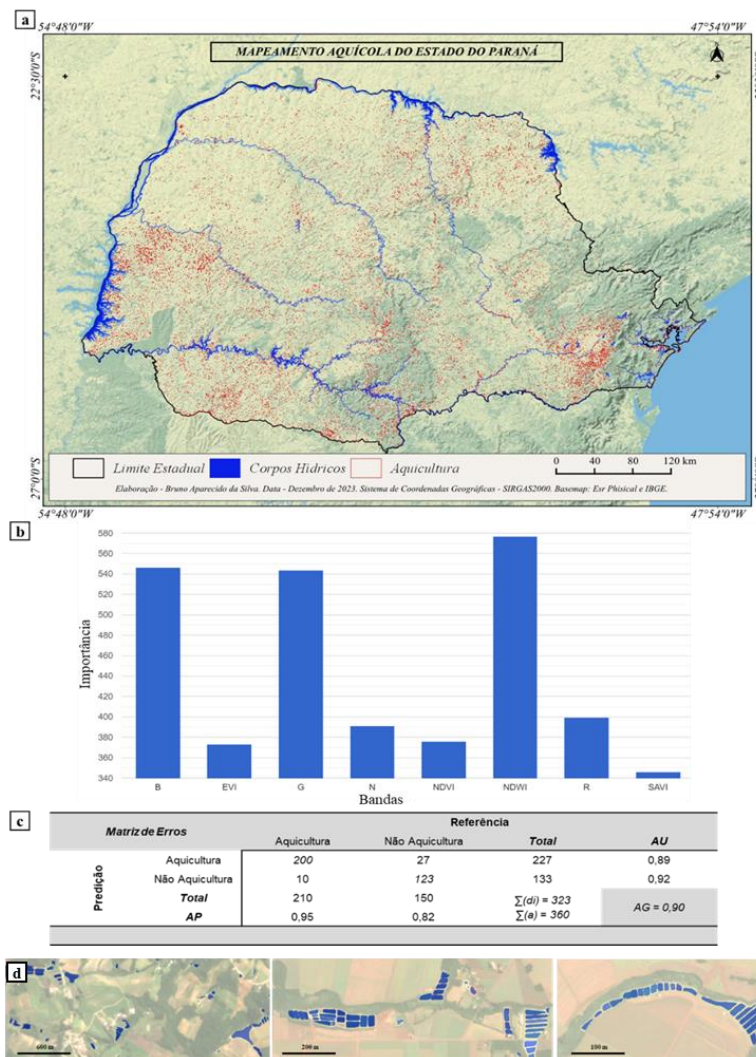 a
54°48'0"W
47°54'0"W
22°30'0"S
MAPEAMENTO AQUÍCOLA DO ESTADO DO PARANÁ
Limite Estadual
Corpos Hídricos
Aquicultura
0 40 80 120 km
Elaboração - Bruno Aparecido da Silva. Data - Dezembro de 2023. Sistema de Coordenadas Geográficas - SIRGAS2000. Basemap: Esr Phisical e IBGE.
27°0'0"S
54°48'0"W
47°54'0"W
b
580
560
540
520
500
480
460
440
420
400
380
360
340
Importância
B EVI G N NDVI NDWI R SAVI
Bandas
c
Matriz de Erros
Referência
Aquicultura Não Aquicultura Total AU
Predição
Aquicultura 200 27 227 0,89
Não Aquicultura 10 123 133 0,92
Total 210 150 ∑(di) = 323
AP 0,95 0,82 ∑(a) = 360
AG = 0,90
d
600 m
200 m
100 m